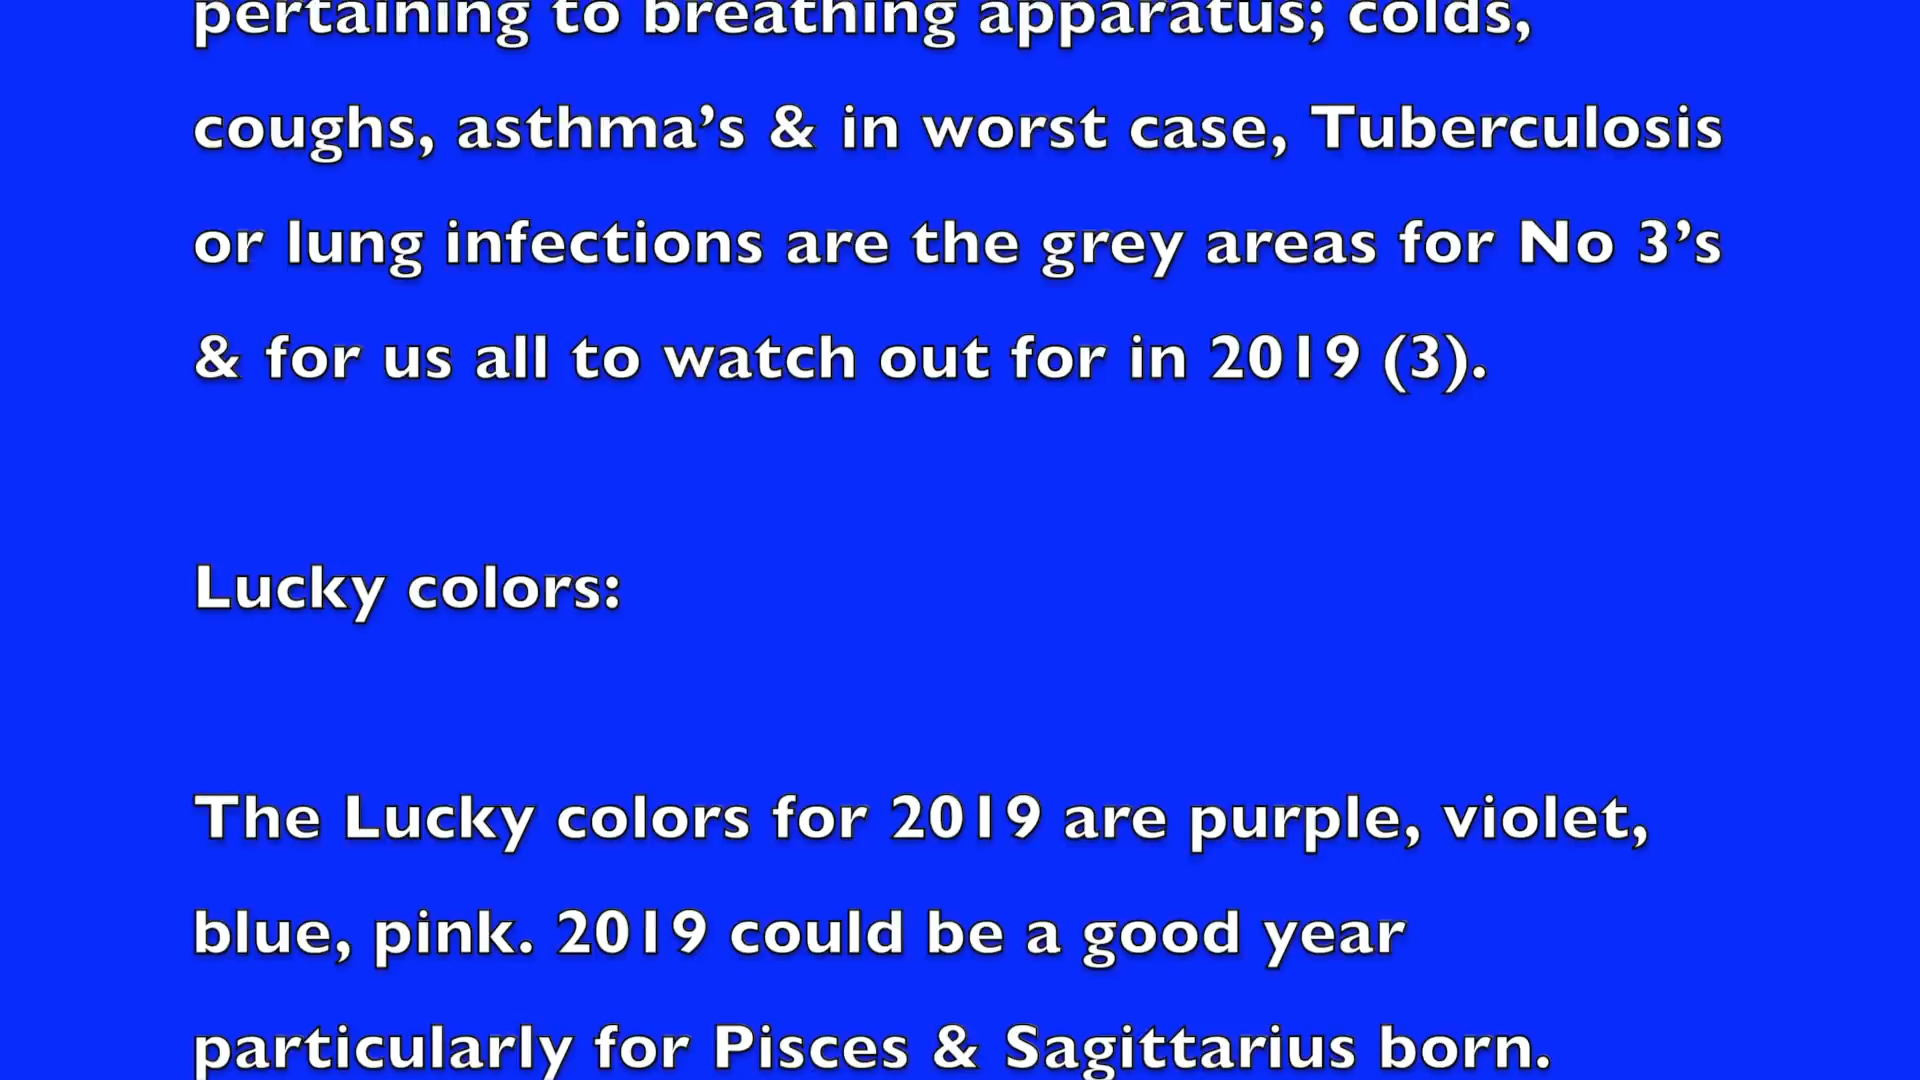 pertaining to breathing apparatus; colds,
coughs, asthma’s & in worst case, Tuberculosis
or lung infections are the grey areas for No 3’s
& for us all to watch out for in 2019 (3).
Lucky colors:
The Lucky colors for 2019 are purple, violet,
blue, pink. 2019 could be a good year
particularly for Pisces & Sagittarius born.